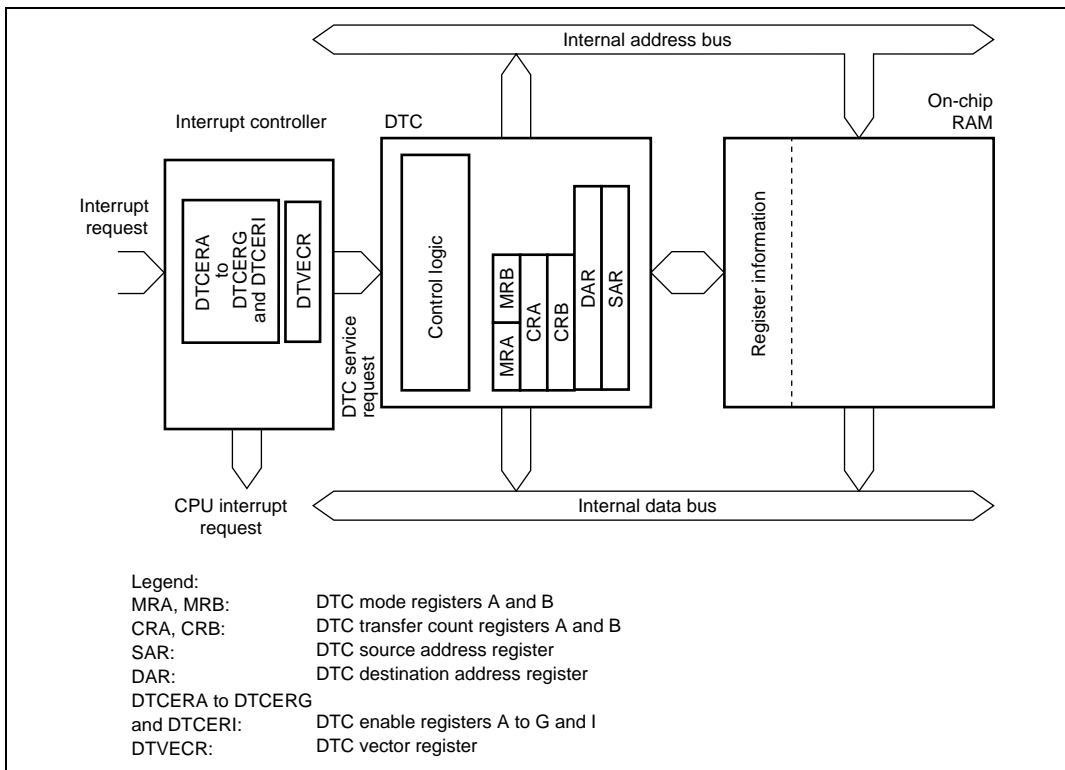 Internal address bus
On-chip
RAM
Interrupt controller
DTC
Interrupt
request
DTCERA
to
DTCERG
and DTCERI
DTVECR
DTC service
request
Control logic
MRA
MRB
CRA
CRB
DAR
SAR
Register information
CPU interrupt
request
Internal data bus
Legend:
MRA, MRB: DTC mode registers A and B
CRA, CRB: DTC transfer count registers A and B
SAR: DTC source address register
DAR: DTC destination address register
DTCERA to DTCERG
and DTCERI: DTC enable registers A to G and I
DTVECR: DTC vector register